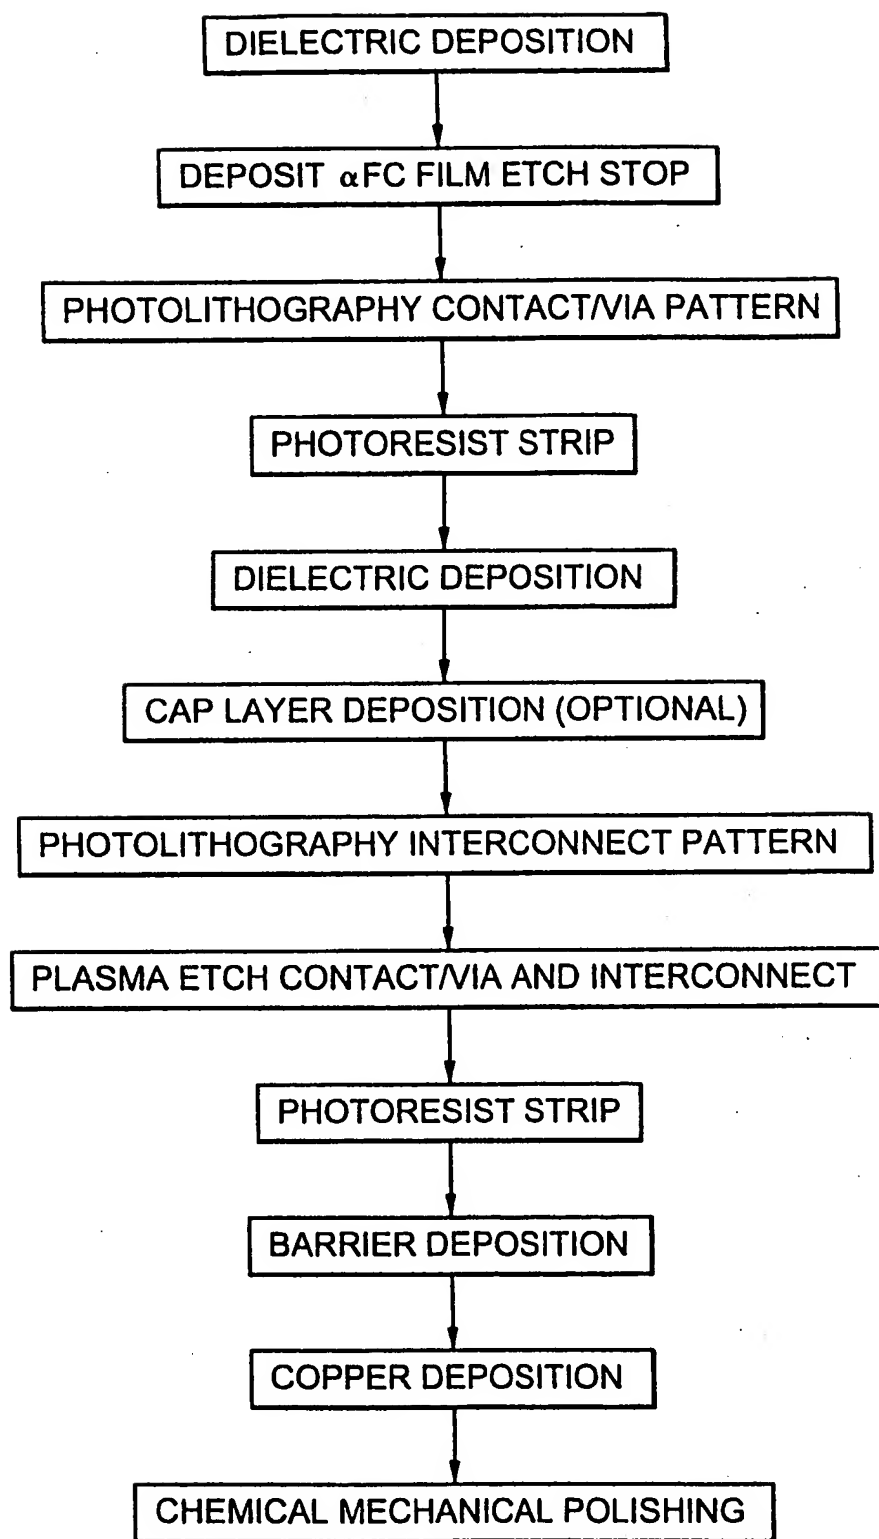 DIELECTRIC DEPOSITION
DEPOSIT αFC FILM ETCH STOP
PHOTOLITHOGRAPHY CONTACT/VIA PATTERN
PHOTORESIST STRIP
DIELECTRIC DEPOSITION
CAP LAYER DEPOSITION (OPTIONAL)
PHOTOLITHOGRAPHY INTERCONNECT PATTERN
PLASMA ETCH CONTACT/VIA AND INTERCONNECT
PHOTORESIST STRIP
BARRIER DEPOSITION
COPPER DEPOSITION
CHEMICAL MECHANICAL POLISHING